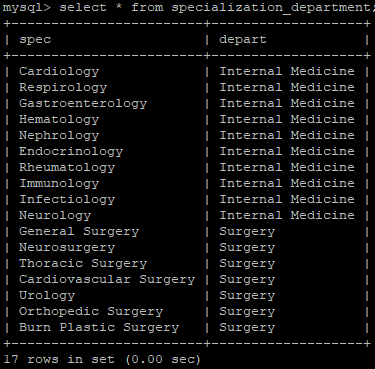 mysql> select * from specialization_department;
+------------------------+-------------------+
| spec                   | depart            |
+------------------------+-------------------+
| Cardiology             | Internal Medicine |
| Respirology            | Internal Medicine |
| Gastroenterology       | Internal Medicine |
| Hematology             | Internal Medicine |
| Nephrology             | Internal Medicine |
| Endocrinology          | Internal Medicine |
| Rheumatology           | Internal Medicine |
| Immunology             | Internal Medicine |
| Infectiology           | Internal Medicine |
| Neurology              | Internal Medicine |
| General Surgery        | Surgery           |
| Neurosurgery           | Surgery           |
| Thoracic Surgery       | Surgery           |
| Cardiovascular Surgery | Surgery           |
| Urology                | Surgery           |
| Orthopedic Surgery     | Surgery           |
| Burn Plastic Surgery   | Surgery           |
+------------------------+-------------------+
17 rows in set (0.00 sec)